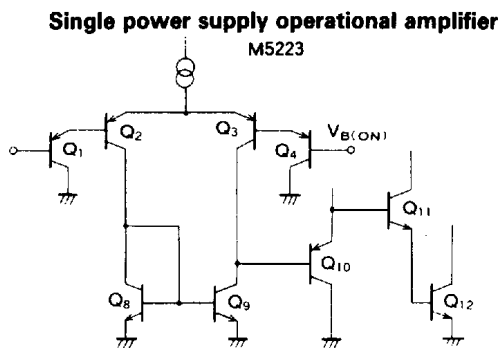 Single power supply operational amplifier
M5223
Q1
Q2
Q3
Q4
VB(ON)
Q11
Q10
Q12
Q8
Q9